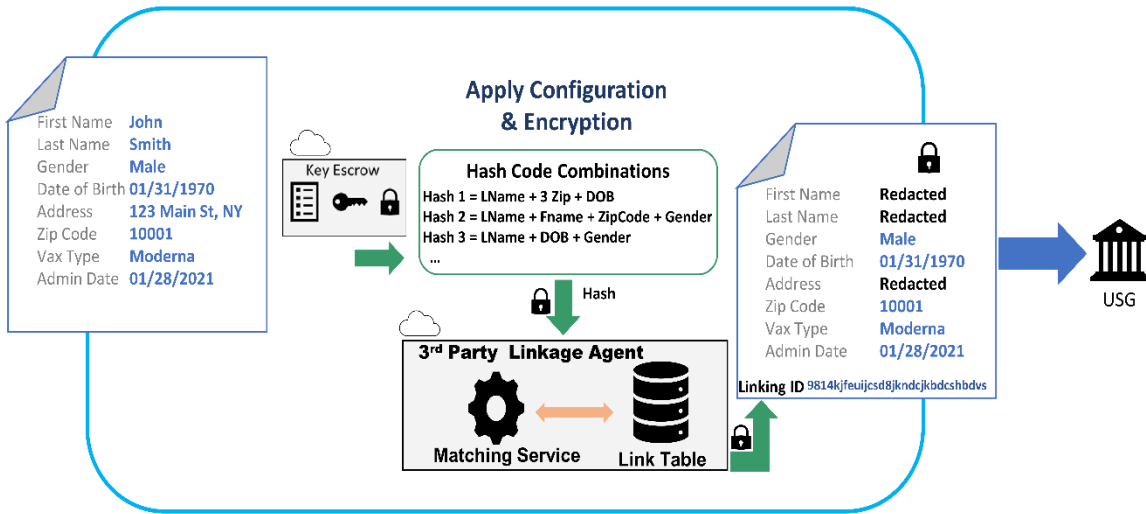 First Name John
Last Name Smith
Gender Male
Date of Birth 01/31/1970
Address 123 Main St, NY
Zip Code 10001
Vax Type Moderna
Admin Date 01/28/2021
Apply Configuration
& Encryption
Key Escrow
Hash Code Combinations
Hash 1 = LName + 3 Zip + DOB
Hash 2 = LName + Fname + ZipCode + Gender
Hash 3 = LName + DOB + Gender
...
Hash
3rd Party Linkage Agent
Matching Service
Link Table
First Name Redacted
Last Name Redacted
Gender Male
Date of Birth 01/31/1970
Address Redacted
Zip Code 10001
Vax Type Moderna
Admin Date 01/28/2021
Linking ID 9814kjfeuijcsd8jkndcjkbdcshbdvs
USG